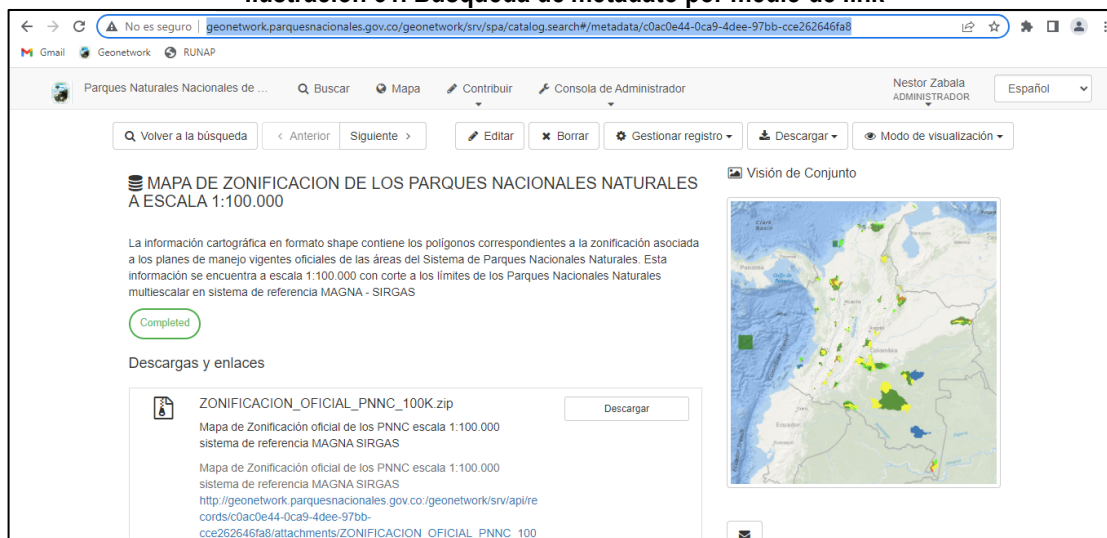 Ilustración 31. Búsqueda de metadato por medio de link
No es seguro | geonetwork.parquesnacionales.gov.co/geonetwork/srv/spa/catalog.search#/metadata/c0ac0e44-0ca9-4dee-97bb-cce262646fa8
Gmail Geonetwork RUNAP
Parques Naturales Nacionales de ... Buscar Mapa Contribuir Consola de Administrador Nestor Zabala Español
ADMINISTRADOR
Volver a la búsqueda < Anterior Siguiente > Editar Borrar Gestionar registro Descargar Modo de visualización
MAPA DE ZONIFICACION DE LOS PARQUES NACIONALES NATURALES
A ESCALA 1:100.000
Visión de Conjunto
La información cartográfica en formato shape contiene los polígonos correspondientes a la zonificación asociada
a los planes de manejo vigentes oficiales de las áreas del Sistema de Parques Nacionales Naturales. Esta
información se encuentra a escala 1:100.000 con corte a los límites de los Parques Nacionales Naturales
multiescalar en sistema de referencia MAGNA - SIRGAS
Completed
Descargas y enlaces
ZONIFICACION_OFICIAL_PNNC_100K.zip Descargar
Mapa de Zonificación oficial de los PNNC escala 1:100.000
sistema de referencia MAGNA SIRGAS
Mapa de Zonificación oficial de los PNNC escala 1:100.000
sistema de referencia MAGNA SIRGAS
http://geonetwork.parquesnacionales.gov.co:/geonetwork/srv/api/re
cords/c0ac0e44-0ca9-4dee-97bb-
cce262646fa8/attachments/ZONIFICACION_OFICIAL_PNNC_100
Panama
Colombia
Ecuador